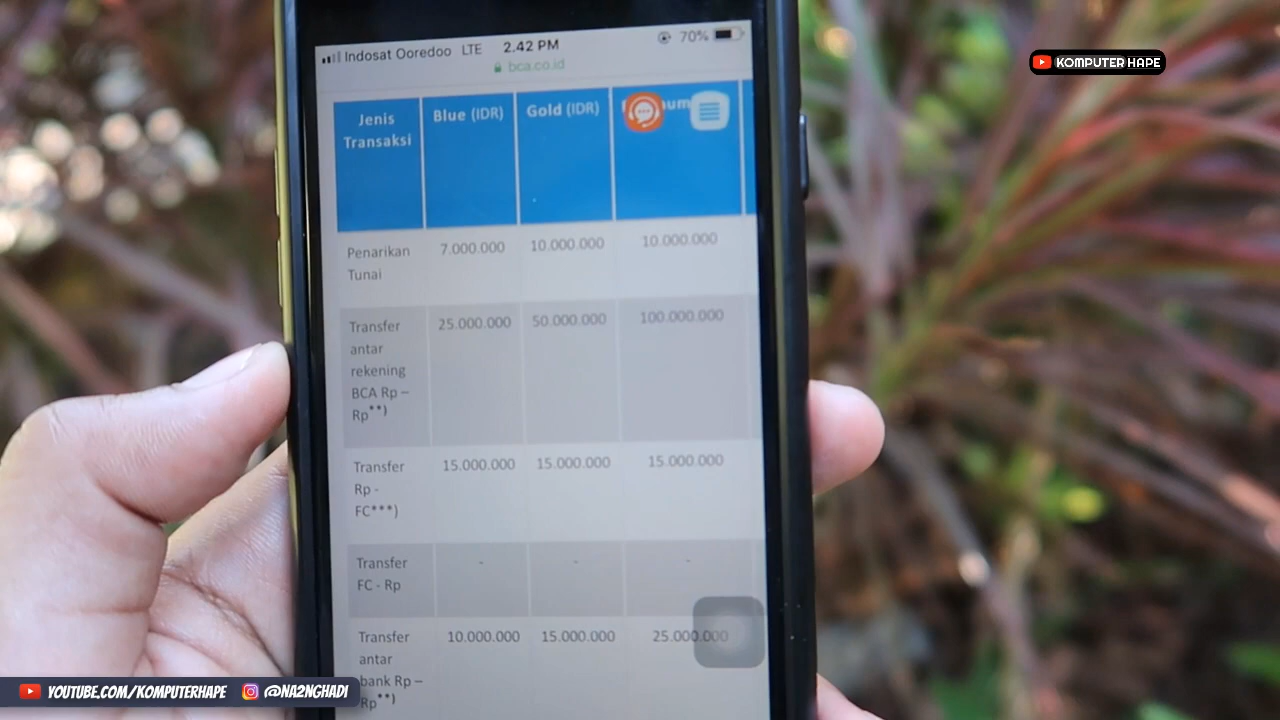 KOMPUTER HAPE
Indosat Ooredoo LTE 2.42 PM 70%
bca.co.id
Jenis
Transaksi
Blue (IDR)
Gold (IDR)
Penarikan
Tunai
7.000.000
10.000.000
10.000.000
Transfer
antar
rekening
BCA Rp –
Rp**)
25.000.000
50.000.000
100.000.000
Transfer
Rp -
FC***)
15.000.000
15.000.000
15.000.000
Transfer
FC - Rp
-
-
-
Transfer
antar
bank Rp –
Rp**)
10.000.000
15.000.000
25.000.000
YOUTUBE.COM/KOMPUTERHAPE @NA2NGHADI